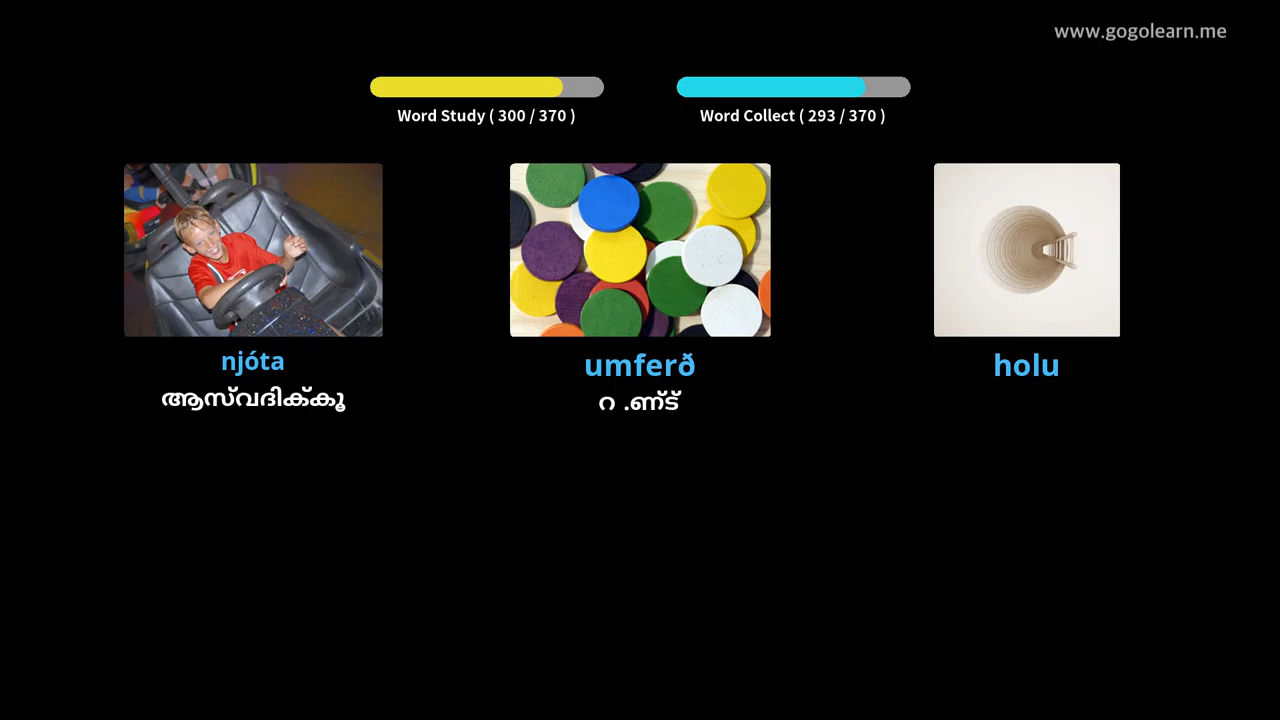 www.gogolearn.me
Word Study ( 300 / 370 )
Word Collect ( 293 / 370 )
njóta
umferð
holu
ആസ്വദിക്കൂ
റ .ണ്ട്